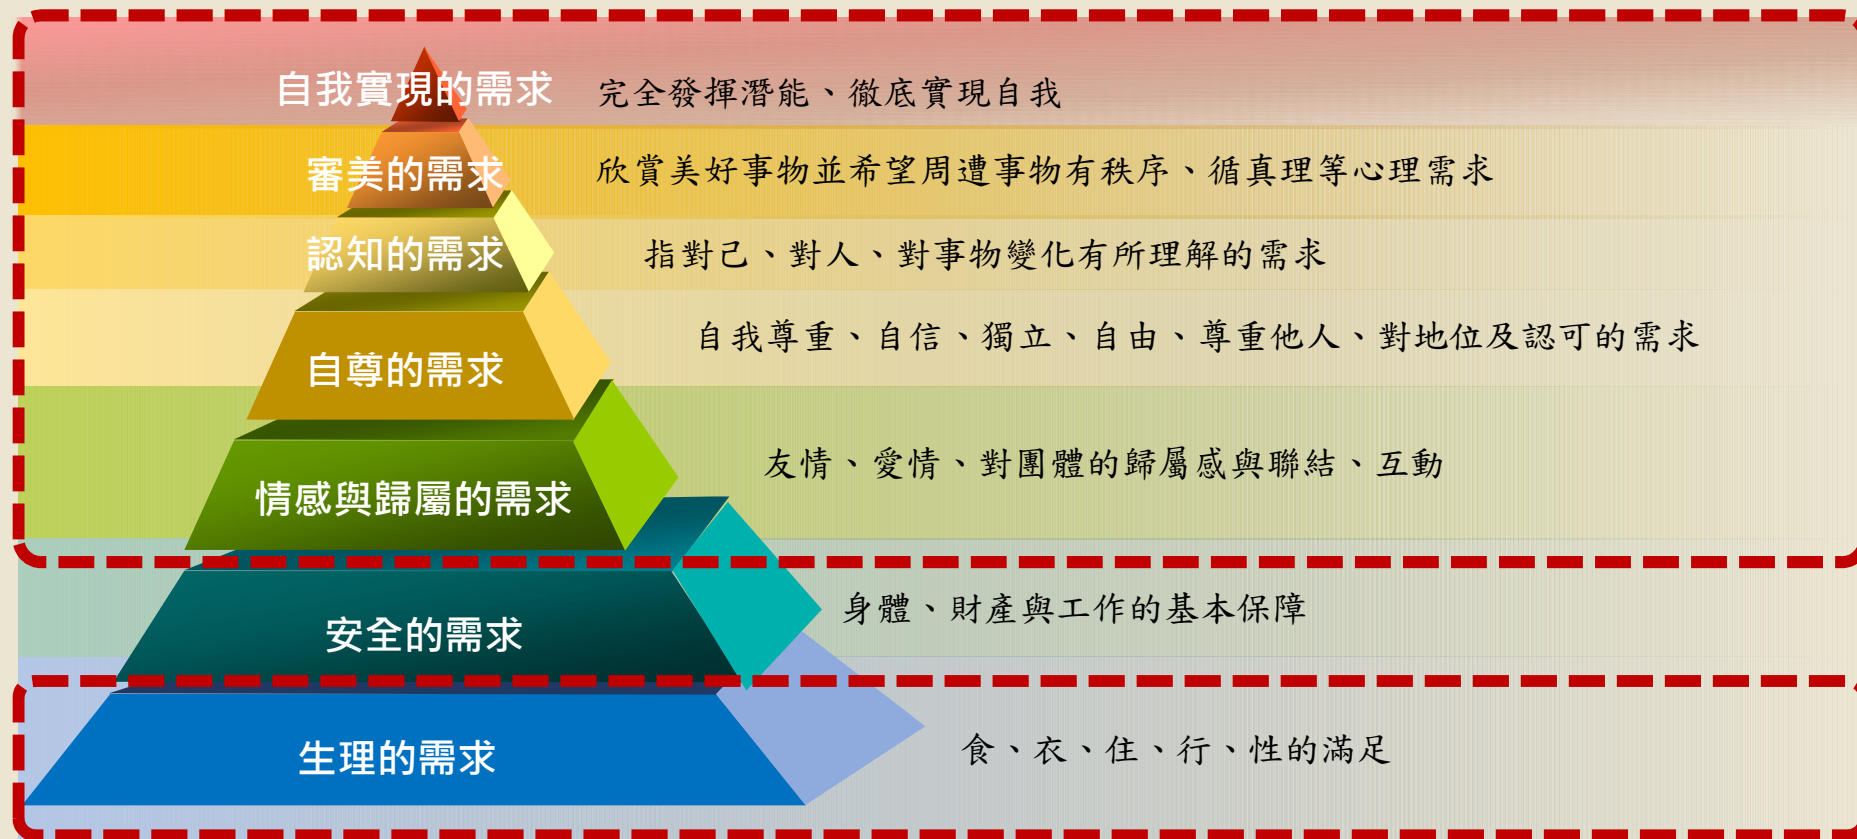 自我實現的需求 完全發揮潛能、徹底實現自我
審美的需求 欣賞美好事物並希望周遭事物有秩序、循真理等心理需求
認知的需求 指對己、對人、對事物變化有所理解的需求
自尊的需求 自我尊重、自信、獨立、自由、尊重他人、對地位及認可的需求
情感與歸屬的需求 友情、愛情、對團體的歸屬感與聯結、互動
安全的需求 身體、財產與工作的基本保障
生理的需求 食、衣、住、行、性的滿足